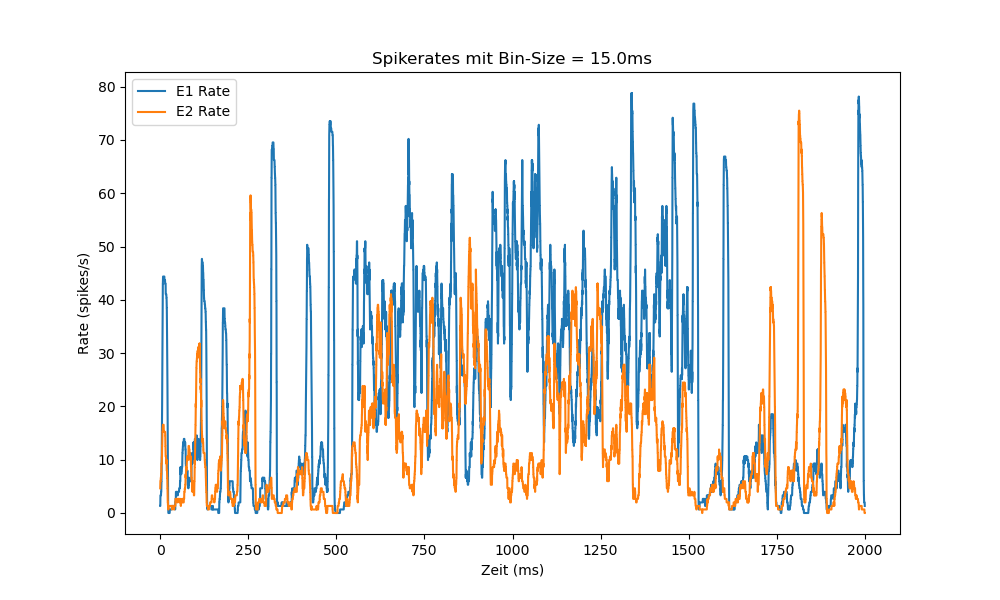 Spikerates mit Bin-Size = 15.0ms
E1 Rate
E2 Rate
80
70
60
50
40
30
20
10
0
Rate (spikes/s)
0 250 500 750 1000 1250 1500 1750 2000
Zeit (ms)